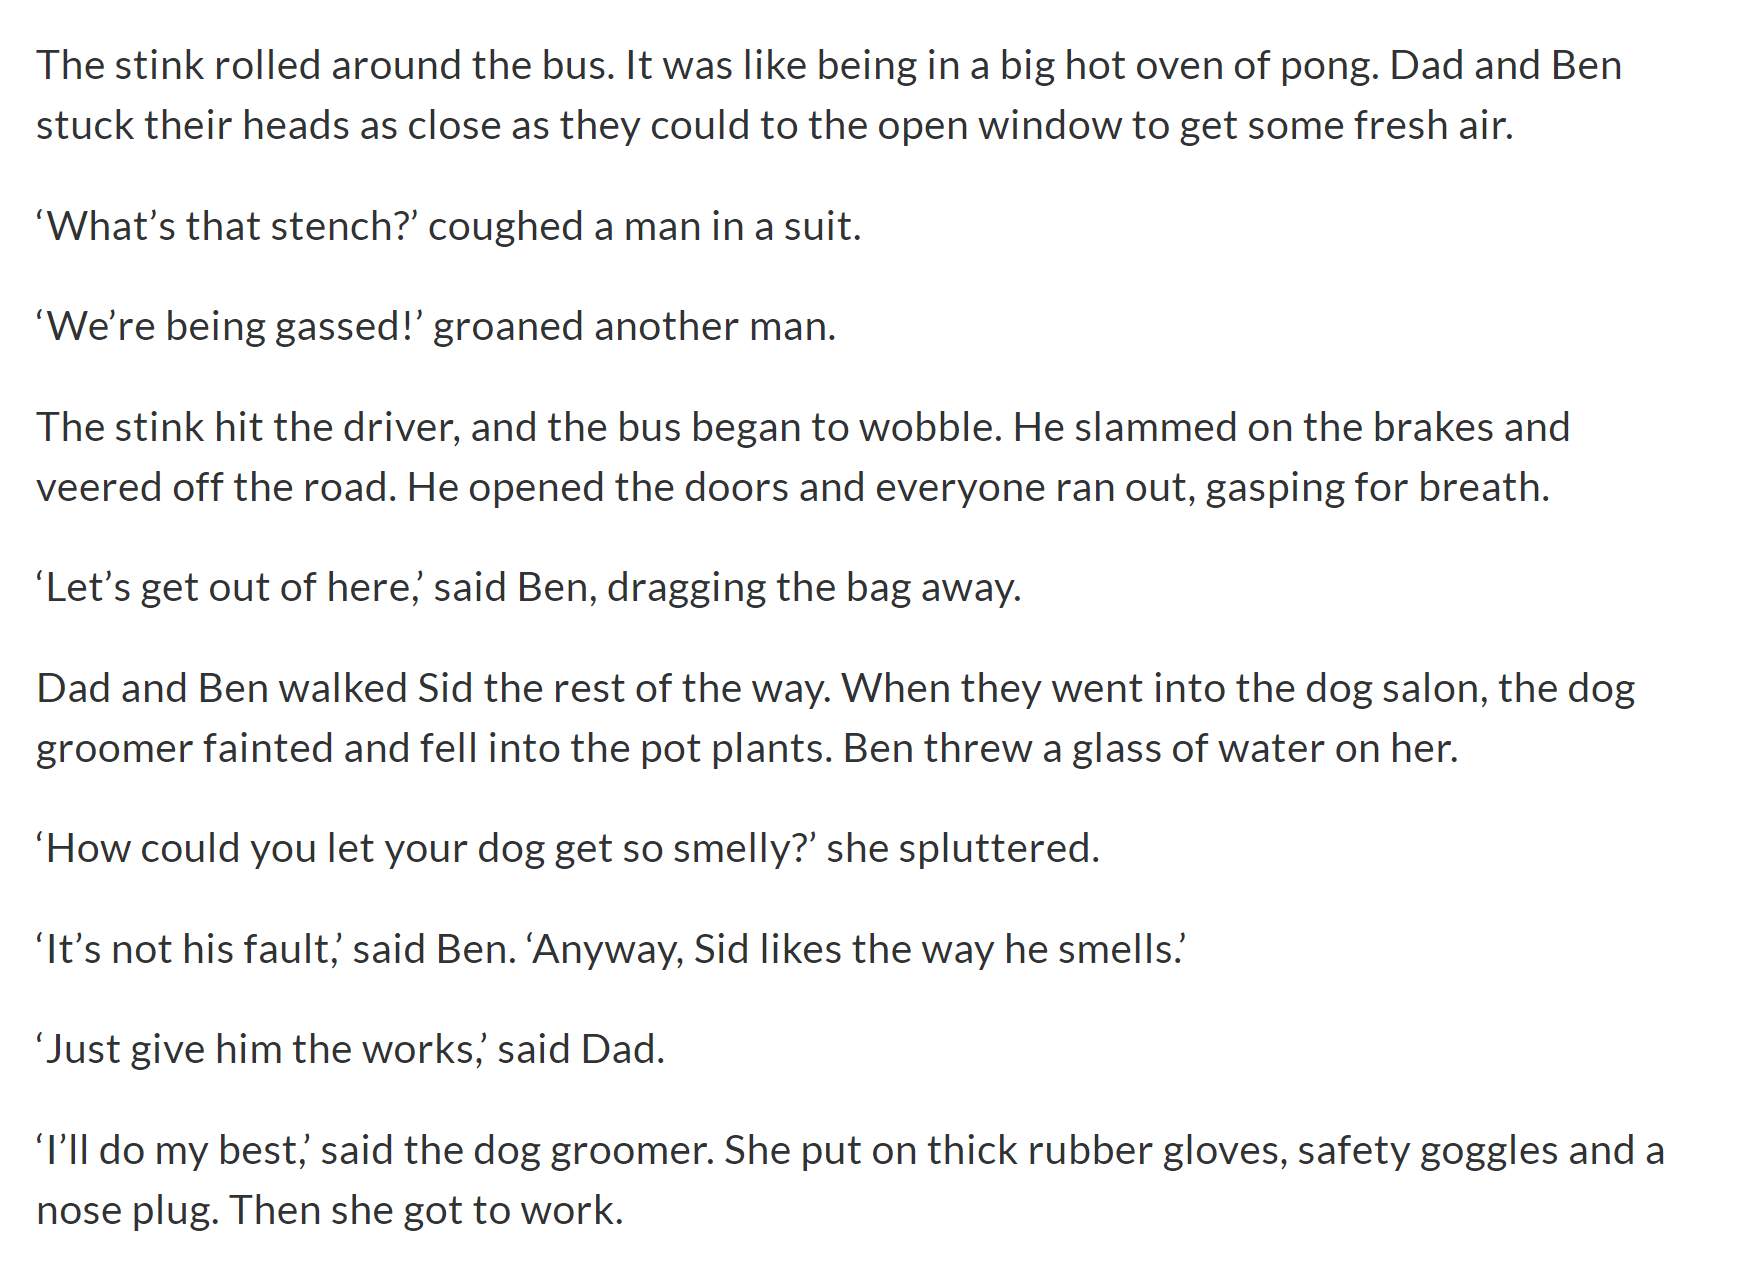 The stink rolled around the bus. It was like being in a big hot oven of pong. Dad and Ben
stuck their heads as close as they could to the open window to get some fresh air.
‘What’s that stench?’ coughed a man in a suit.
‘We’re being gassed!’ groaned another man.
The stink hit the driver, and the bus began to wobble. He slammed on the brakes and
veered off the road. He opened the doors and everyone ran out, gasping for breath.
‘Let’s get out of here,’ said Ben, dragging the bag away.
Dad and Ben walked Sid the rest of the way. When they went into the dog salon, the dog
groomer fainted and fell into the pot plants. Ben threw a glass of water on her.
‘How could you let your dog get so smelly?’ she spluttered.
‘It’s not his fault,’ said Ben. ‘Anyway, Sid likes the way he smells.’
‘Just give him the works,’ said Dad.
‘I’ll do my best,’ said the dog groomer. She put on thick rubber gloves, safety goggles and a
nose plug. Then she got to work.